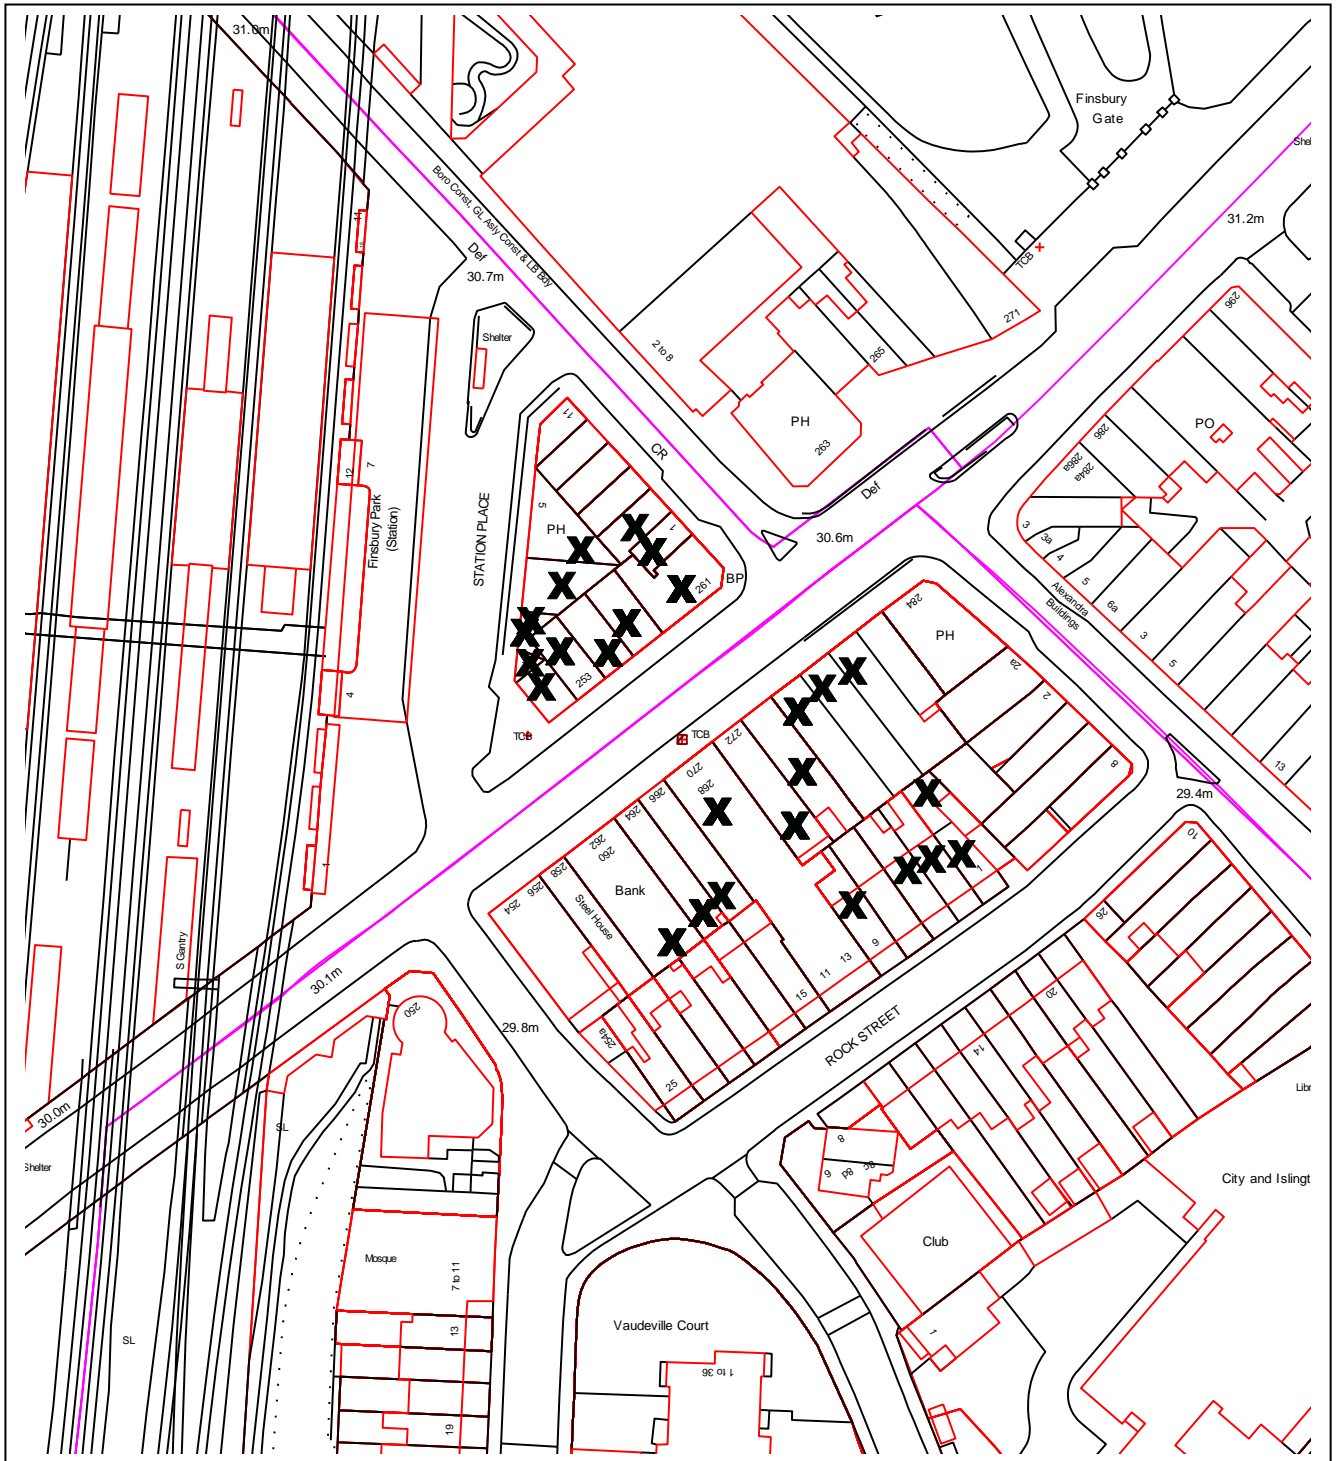 31.0m
Finsbury
Gate
Shel
Boro Const, GL Asly Const & LB Bdy
31.2m
Def
30.7m
TCB
11
271
296
Shelter
2 to 8
265
PH
263
11
CR
PO
286
286a
284a
7
12
Finsbury Park
(Station)
STATION PLACE
5
PH
1
X
X
X
Def
30.6m
3
3a
4
5
6a
Alexandra
Buildings
3
5
13
BP
261
X
X
X
X
X
X
X
X
X
253
4
TCB
TCB
284
PH
2a
2
8
X
X
X
272
270
268
266
264
262
260
258
256
254
X
X
X
X
29.4m
10
1
Bank
Steel House
X
X
X
X
X
X
X
1
9
11
13
15
26
S Gantry
30.1m
250
29.8m
254a
25
ROCK STREET
20
14
30.0m
SL
Shelter
8
6
8d
8c
Libr
City and Islingt
Club
Mosque
7 to 11
13
SL
Vaudeville Court
1
1 to 36
19